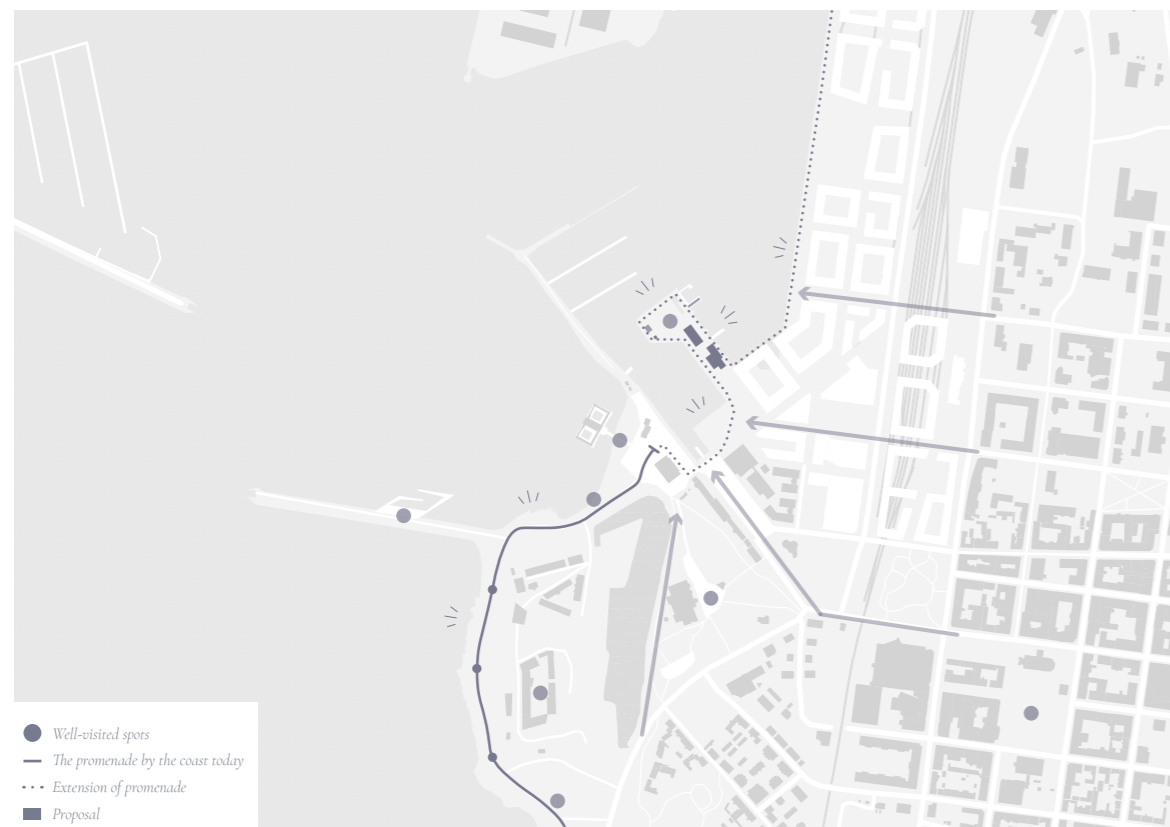 Well-visited spots
The promenade by the coast today
Extension of promenade
Proposal